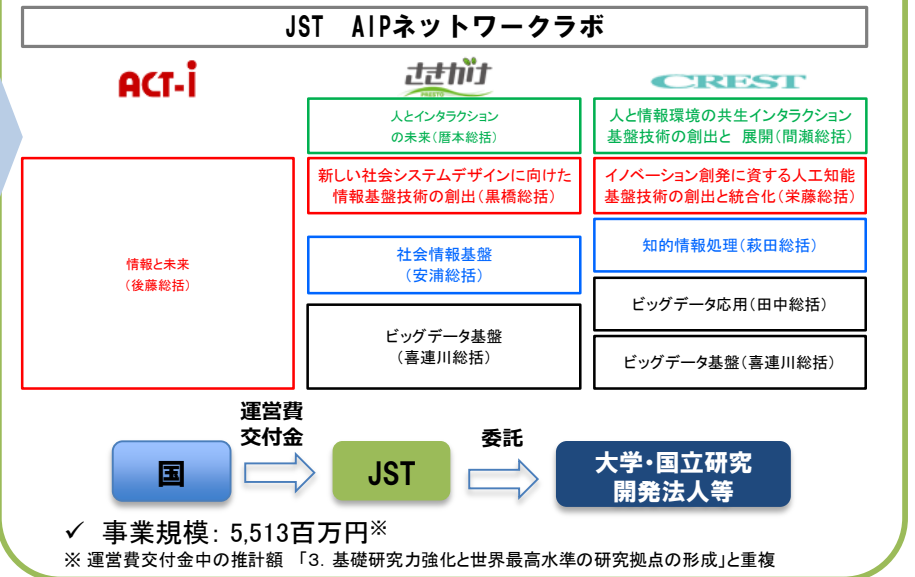 JST AIPネットワークラボ
ACT-i
さきがけ
PRESTO
CREST
人とインタラクション
の未来(暦本総括)
人と情報環境の共生インタラクション
基盤技術の創出と 展開(間瀬総括)
情報と未来
(後藤総括)
新しい社会システムデザインに向けた
情報基盤技術の創出(黒橋総括)
イノベーション創発に資する人工知能
基盤技術の創出と統合化(栄藤総括)
社会情報基盤
(安浦総括)
知的情報処理(萩田総括)
ビッグデータ基盤
(喜連川総括)
ビッグデータ応用(田中総括)
ビッグデータ基盤(喜連川総括)
国
運営費
交付金
JST
委託
大学・国立研究
開発法人等
✓ 事業規模: 5,513百万円※
※ 運営費交付金中の推計額 「3. 基礎研究力強化と世界最高水準の研究拠点の形成」と重複